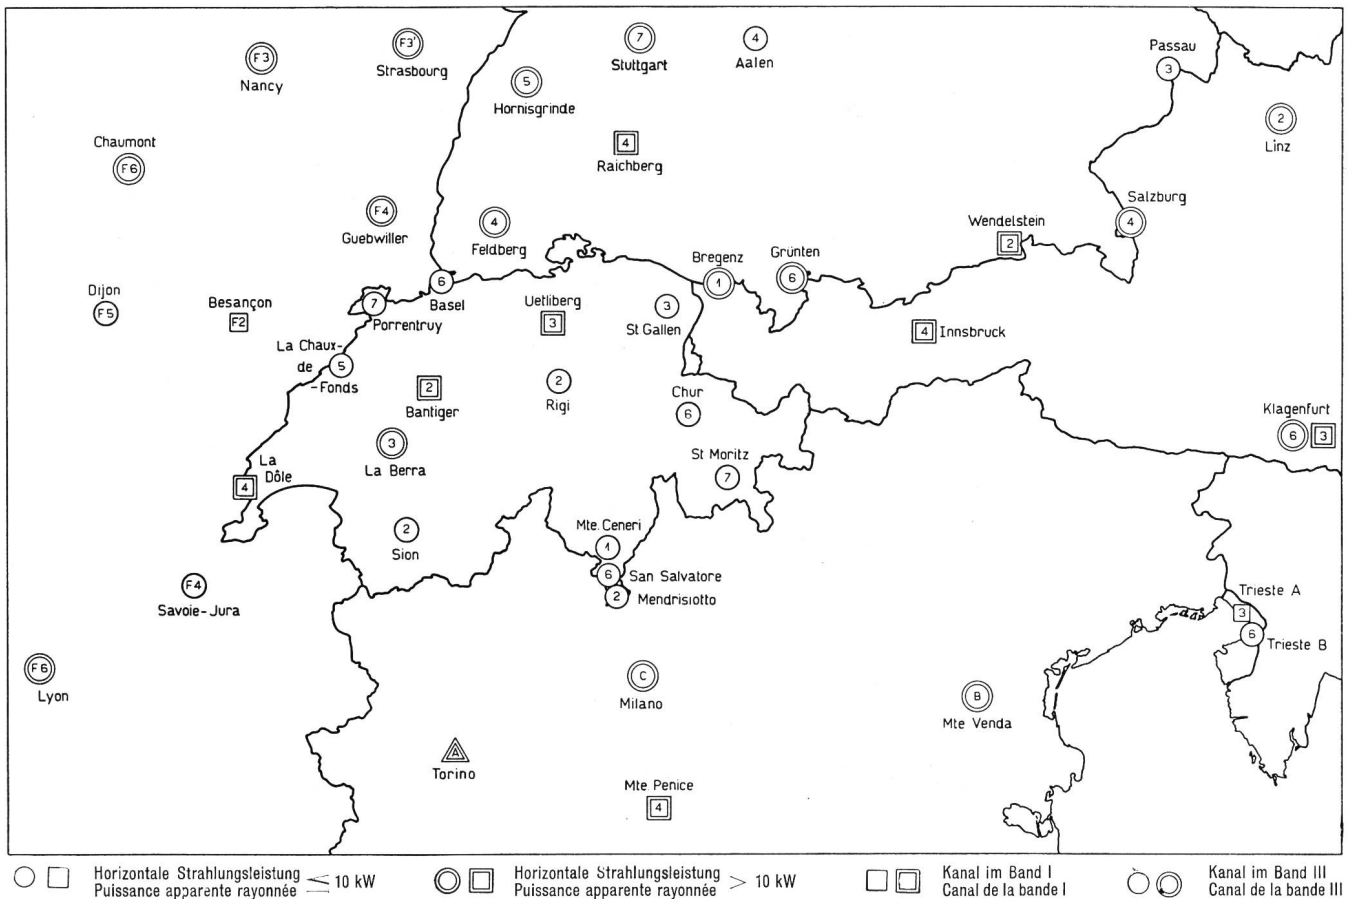 F3
Nancy
F3'
Strasbourg
7
Stuttgart
4
Aalen
Passau
3
5
Hornisgrinde
2
Linz
Chaumont
F6
4
Raichberg
F4
Guebwiller
4
Feldberg
Wendelstein
2
Salzburg
4
Bregenz
1
Grünten
6
6
Basel
Dijon
F5
Besançon
F2
7
Porrentruy
Uetliberg
3
3
St Gallen
4
Innsbruck
La Chaux-
de
-Fonds
5
2
Bantiger
2
Rigi
Chur
6
Klagenfurt
6
3
3
La Berra
St Moritz
7
La
Dôle
4
2
Sion
Mte. Ceneri
1
6
San Salvatore
2
Mendrisiotto
F4
Savoie-Jura
Trieste A
3
6
Trieste B
F6
Lyon
C
Milano
B
Mte Venda
A
Torino
Mte Penice
4
Horizontale Strahlungsleistung
Puissance apparente rayonnée
≤ 10 kW
Horizontale Strahlungsleistung
Puissance apparente rayonnée
> 10 kW
Kanal im Band I
Canal de la bande I
Kanal im Band III
Canal de la bande III